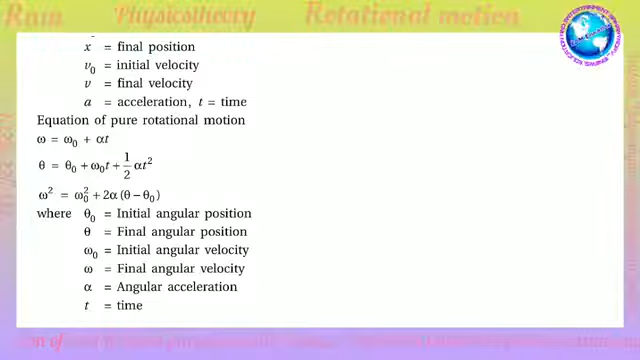 Ram Physicstheory Rotational motion
x = final position
v₀ = initial velocity
v = final velocity
a = acceleration, t = time
Equation of pure rotational motion
ω = ω₀ + αt
θ = θ₀ + ω₀t + 1/2 αt²
ω² = ω₀² + 2α (θ – θ₀)
where θ₀ = Initial angular position
θ = Final angular position
ω₀ = Initial angular velocity
ω = Final angular velocity
α = Angular acceleration
t = time